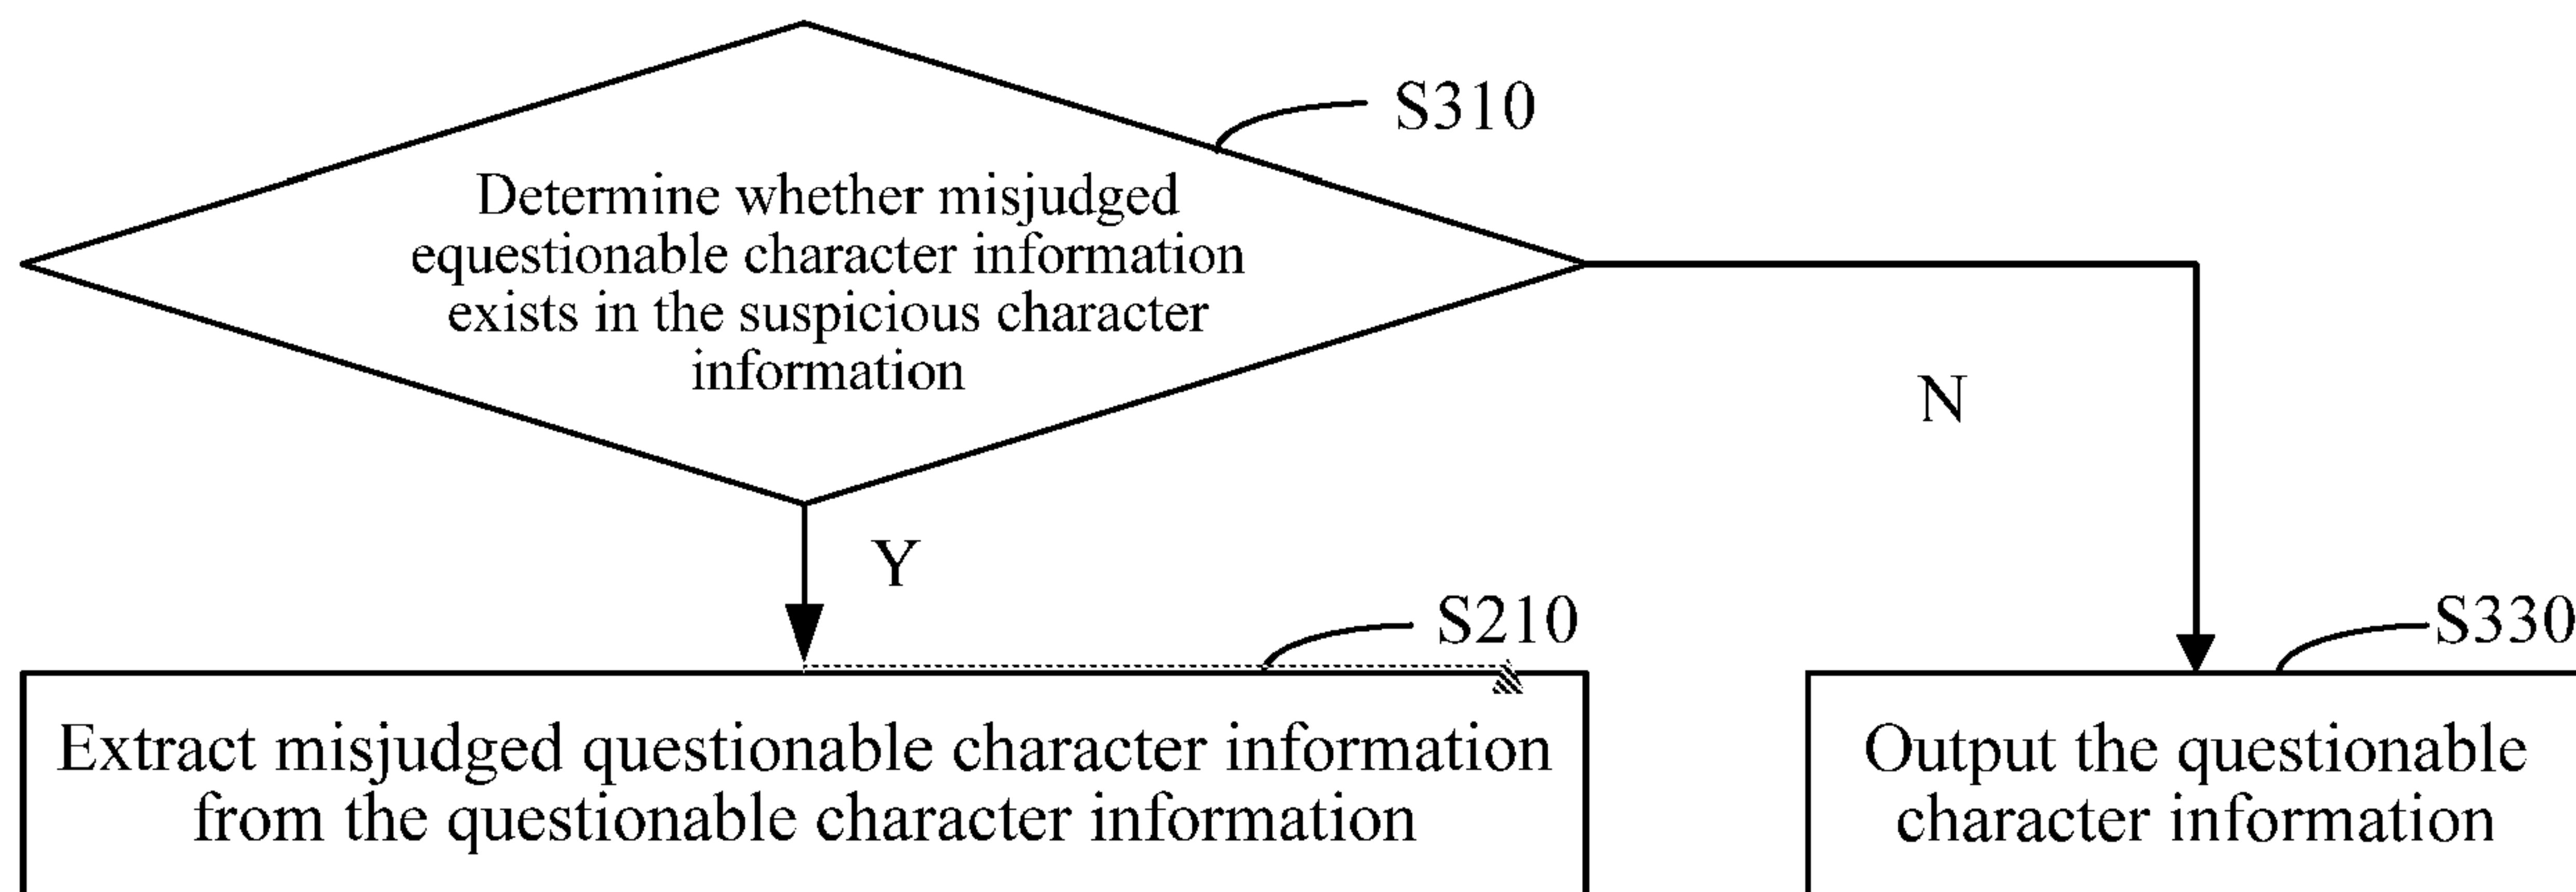 S310
Determine whether misjudged
equestionable character information
exists in the suspicious character
information
N
Y
S210
S330
Extract misjudged questionable character information
from the questionable character information
Output the questionable
character information